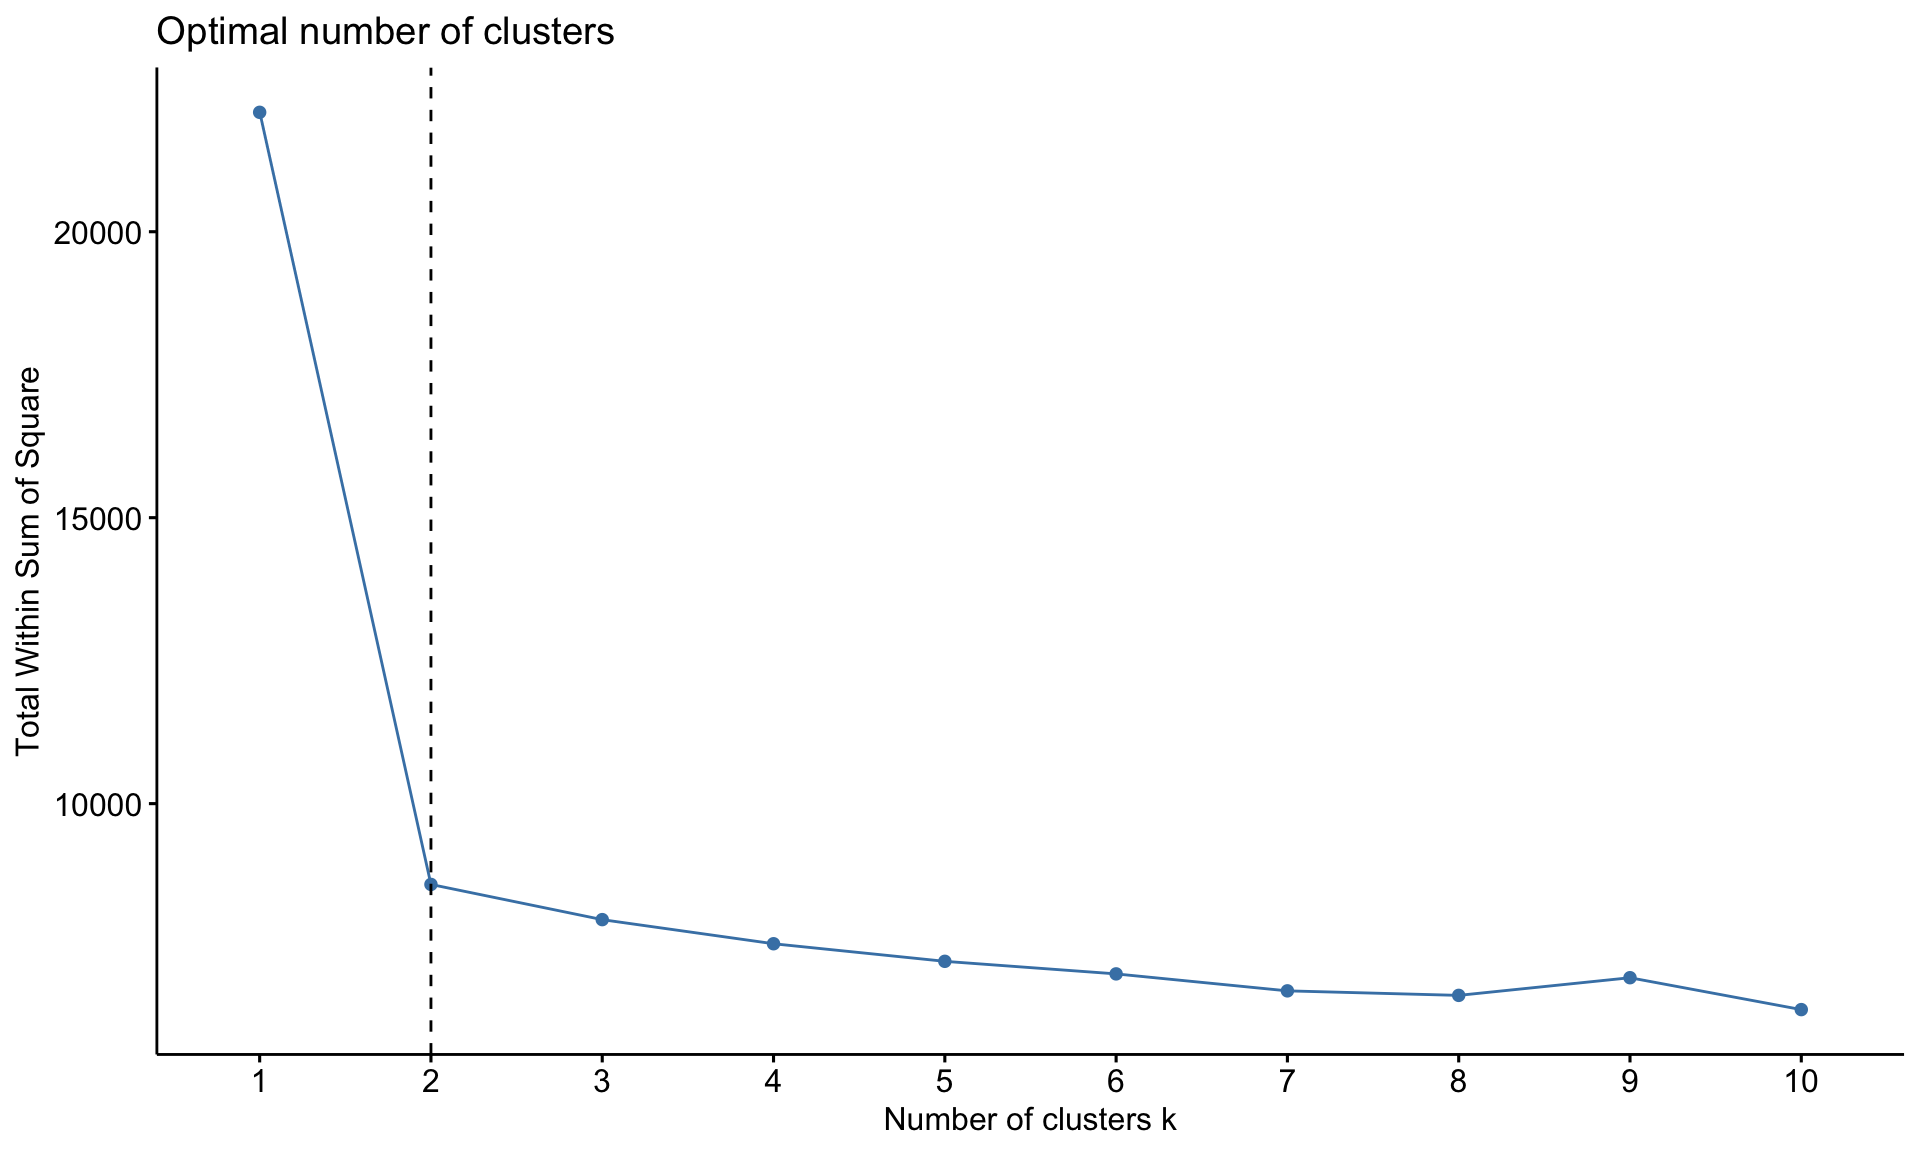 Optimal number of clusters
20000
15000
10000
Total Within Sum of Square
1 2 3 4 5 6 7 8 9 10
Number of clusters k